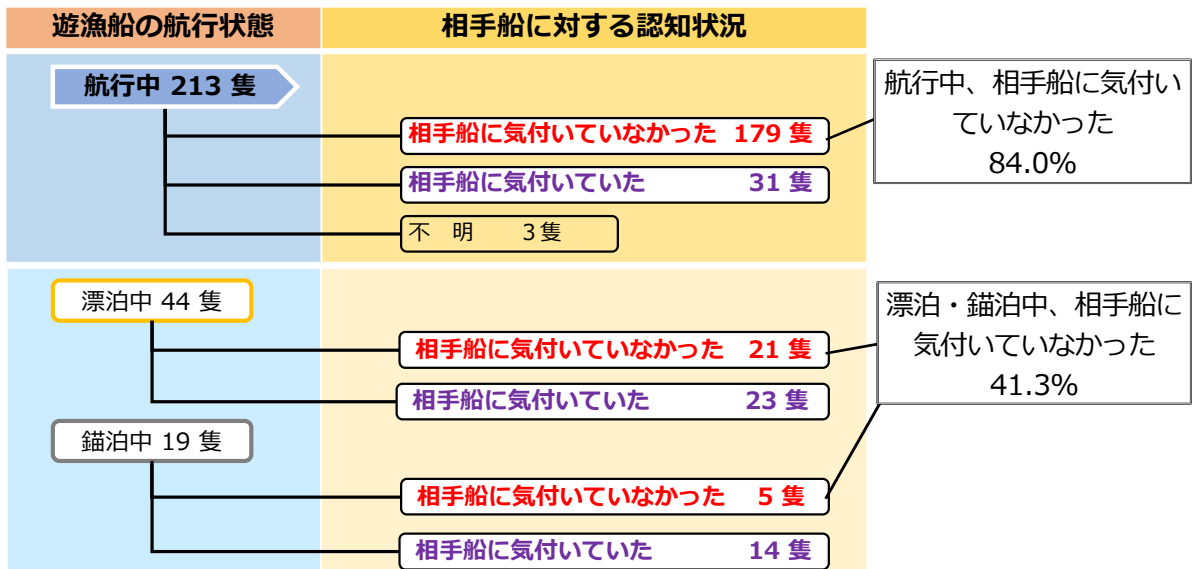 遊漁船の航行状態
相手船に対する認知状況
航行中 213 隻
相手船に気付いていなかった 179 隻
相手船に気付いていた 31 隻
不 明 3隻
航行中、相手船に気付い
ていなかった
84.0%
漂泊中 44 隻
相手船に気付いていなかった 21 隻
相手船に気付いていた 23 隻
錨泊中 19 隻
相手船に気付いていなかった 5 隻
相手船に気付いていた 14 隻
漂泊・錨泊中、相手船に
気付いていなかった
41.3%